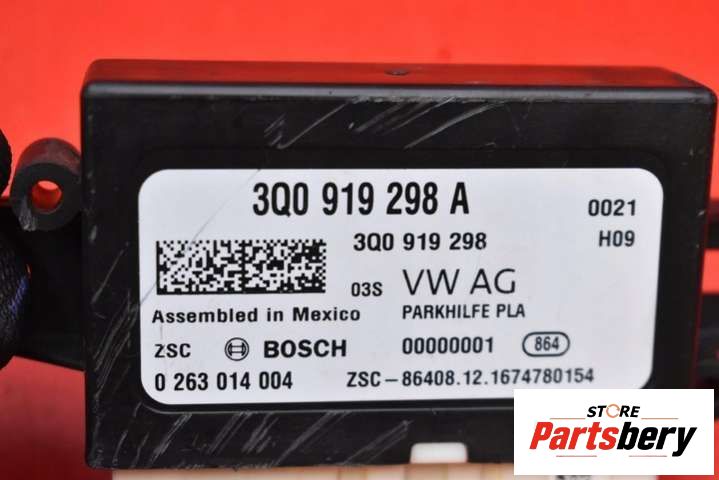 3Q0 919 298 A
0021
3Q0 919 298
H09
03S VW AG
Assembled in Mexico
PARKHILFE PLA
ZSC BOSCH 00000001 864
0 263 014 004 ZSC-86408.12.1674780154
STORE
Partsbery